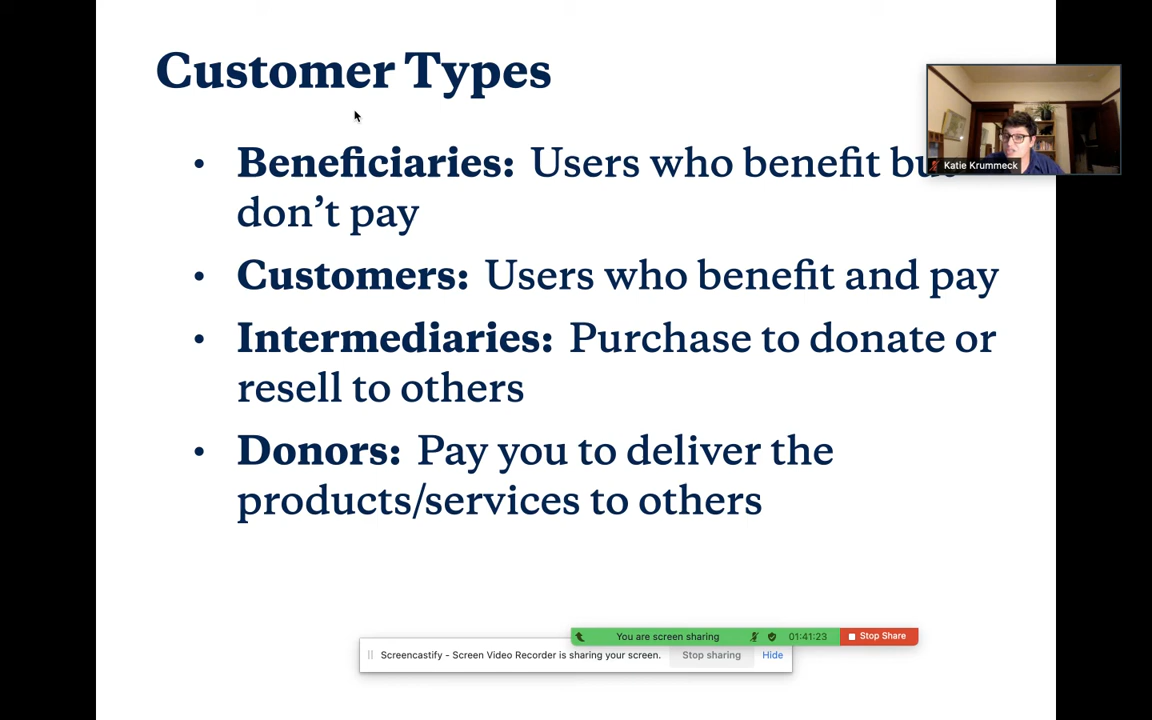 Customer Types
• Beneficiaries: Users who benefit but
Katie Krummeck
don’t pay
• Customers: Users who benefit and pay
• Intermediaries: Purchase to donate or
resell to others
• Donors: Pay you to deliver the
products/services to others
You are screen sharing 01:41:23 Stop Share
Screencastify - Screen Video Recorder is sharing your screen. Stop sharing Hide